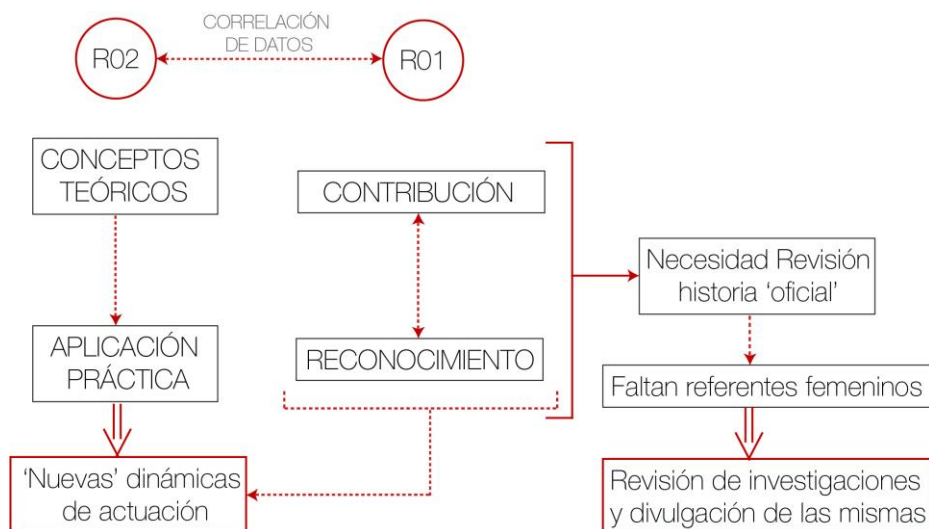 CORRELACIÓN
DE DATOS
R02
R01
CONCEPTOS
TEÓRICOS
APLICACIÓN
PRÁCTICA
‘Nuevas’ dinámicas
de actuación
CONTRIBUCIÓN
RECONOCIMIENTO
Necesidad Revisión
historia ‘oficial’
Faltan referentes femeninos
Revisión de investigaciones
y divulgación de las mismas